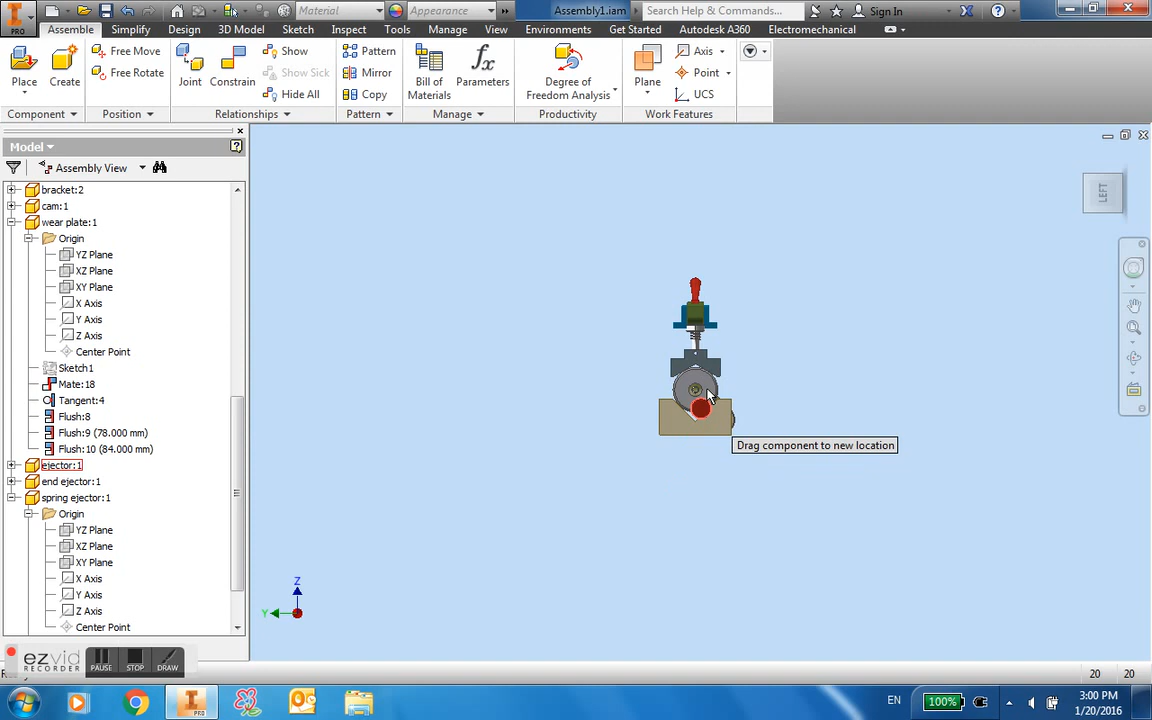 Material
Appearance
Assembly1.iam
Search Help & Commands...
Sign In
PRO
Assemble
Simplify
Design
3D Model
Sketch
Inspect
Tools
Manage
View
Environments
Get Started
Autodesk A360
Electromechanical
Place
Create
Free Move
Free Rotate
Joint
Constrain
Show
Show Sick
Hide All
Pattern
Mirror
Copy
Bill of
Materials
fx
Parameters
Degree of
Freedom Analysis
Plane
Axis
Point
UCS
Component
Position
Relationships
Pattern
Manage
Productivity
Work Features
Model
Assembly View
bracket:2
cam:1
wear plate:1
Origin
YZ Plane
XZ Plane
XY Plane
X Axis
Y Axis
Z Axis
Center Point
Sketch1
Mate:18
Tangent:4
Flush:8
Flush:9 (78.000 mm)
Flush:10 (84.000 mm)
ejector:1
end ejector:1
spring ejector:1
Origin
YZ Plane
XZ Plane
XY Plane
X Axis
Y Axis
Z Axis
Center Point
LEFT
Drag component to new location
Z
Y
ezvid
RECORDER
PAUSE
STOP
DRAW
20
20
PRO
EN
100%
3:00 PM
1/20/2016